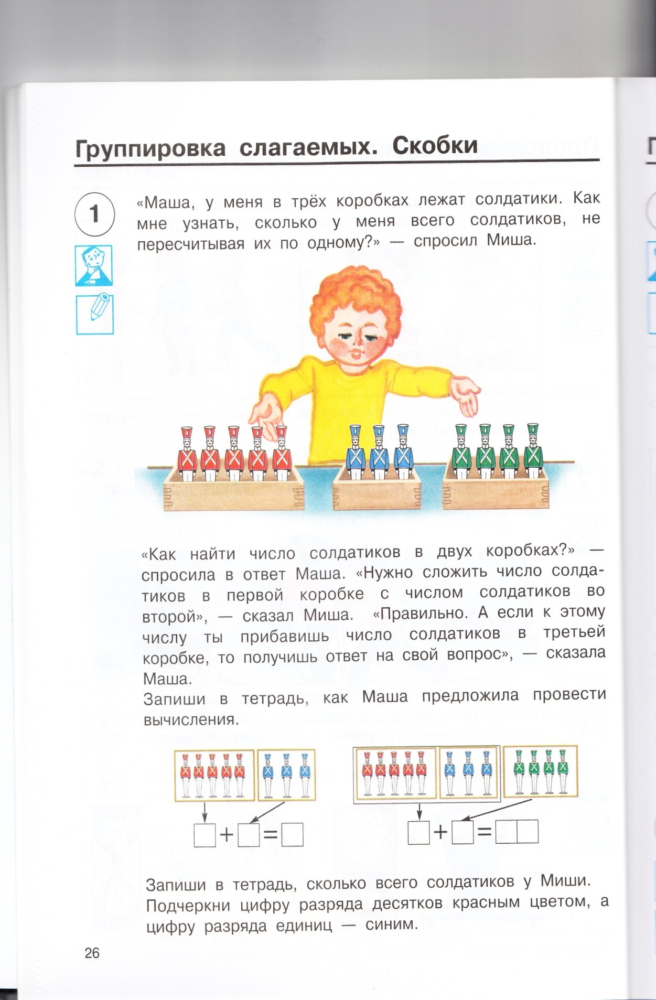 Группировка слагаемых. Скобки
1
«Маша, у меня в трёх коробках лежат солдатики. Как
мне узнать, сколько у меня всего солдатиков, не
пересчитывая их по одному?» — спросил Миша.
«Как найти число солдатиков в двух коробках?» —
спросила в ответ Маша. «Нужно сложить число солда-
тиков в первой коробке с числом солдатиков во
второй», — сказал Миша. «Правильно. А если к этому
числу ты прибавишь число солдатиков в третьей
коробке, то получишь ответ на свой вопрос», — сказала
Маша.
Запиши в тетрадь, как Маша предложила провести
вычисления.
+ =
+ =
Запиши в тетрадь, сколько всего солдатиков у Миши.
Подчеркни цифру разряда десятков красным цветом, а
цифру разряда единиц — синим.
26